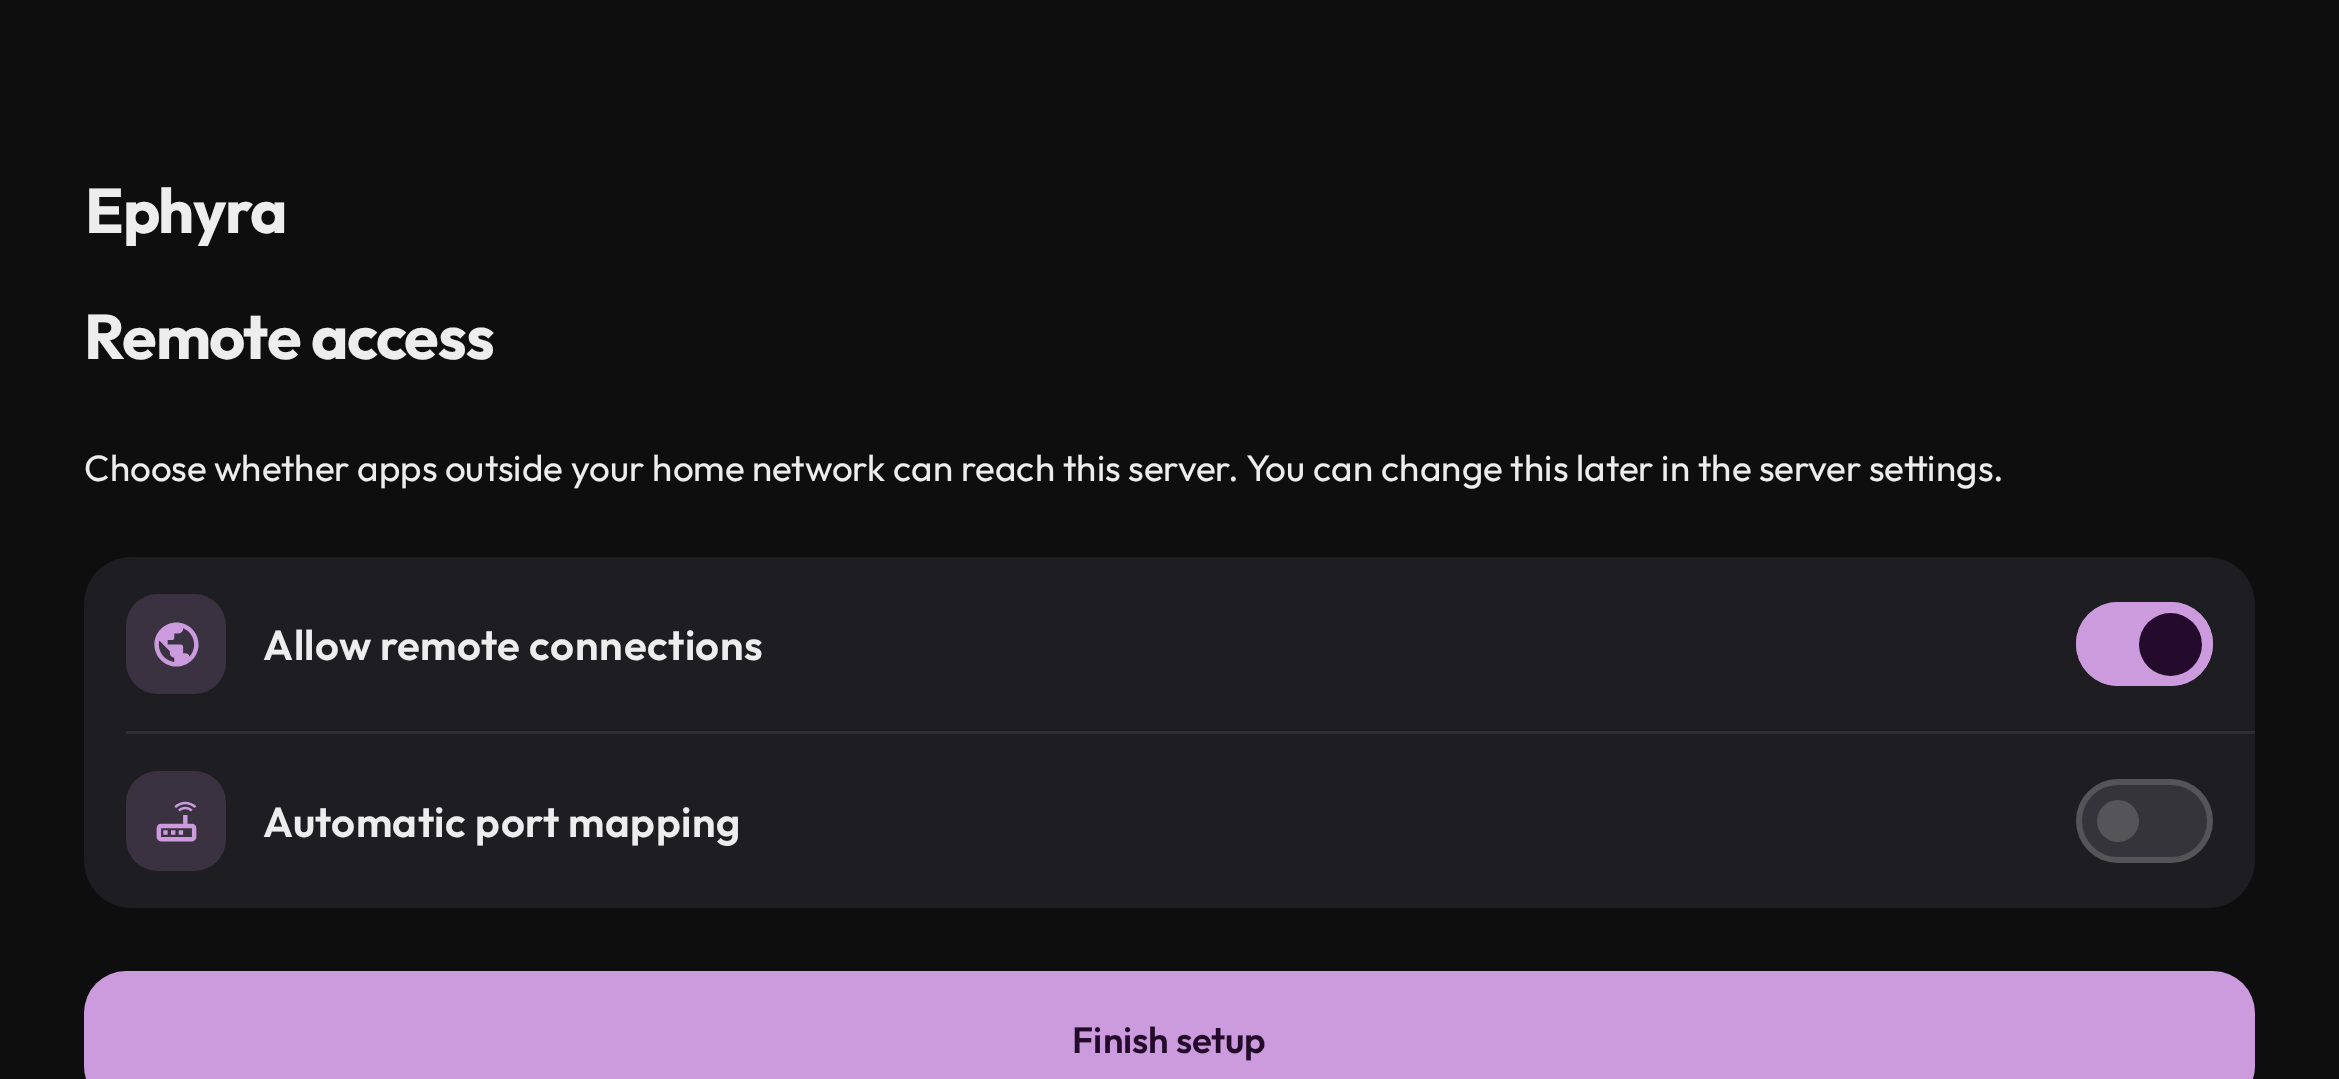 Ephyra
Remote access
Choose whether apps outside your home network can reach this server. You can change this later in the server settings.
Allow remote connections
Automatic port mapping
Finish setup